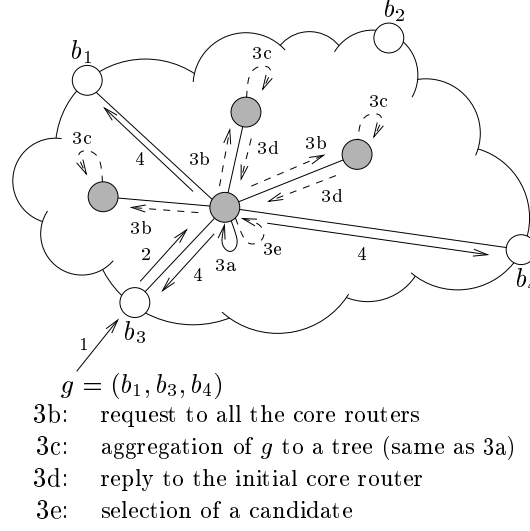 b2
3c
b1
3c
3c
3d
3b
3b
4
3d
3b
2
3e
4
3a
4
b3
1
g = (b1, b3, b4)
3b: request to all the core routers
3c: aggregation of g to a tree (same as 3a)
3d: reply to the initial core router
3e: selection of a candidate